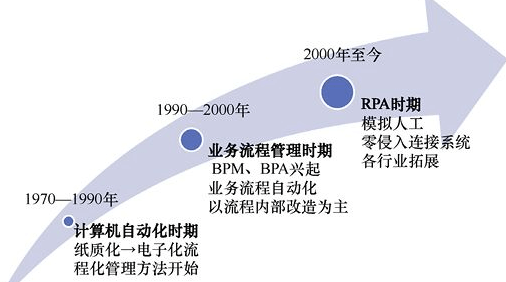 1970—1990年
计算机自动化时期
纸质化→电子化流
程化管理方法开始
1990—2000年
业务流程管理时期
BPM、BPA兴起
业务流程自动化
以流程内部改造为主
2000年至今
RPA时期
模拟人工
零侵入连接系统
各行业拓展